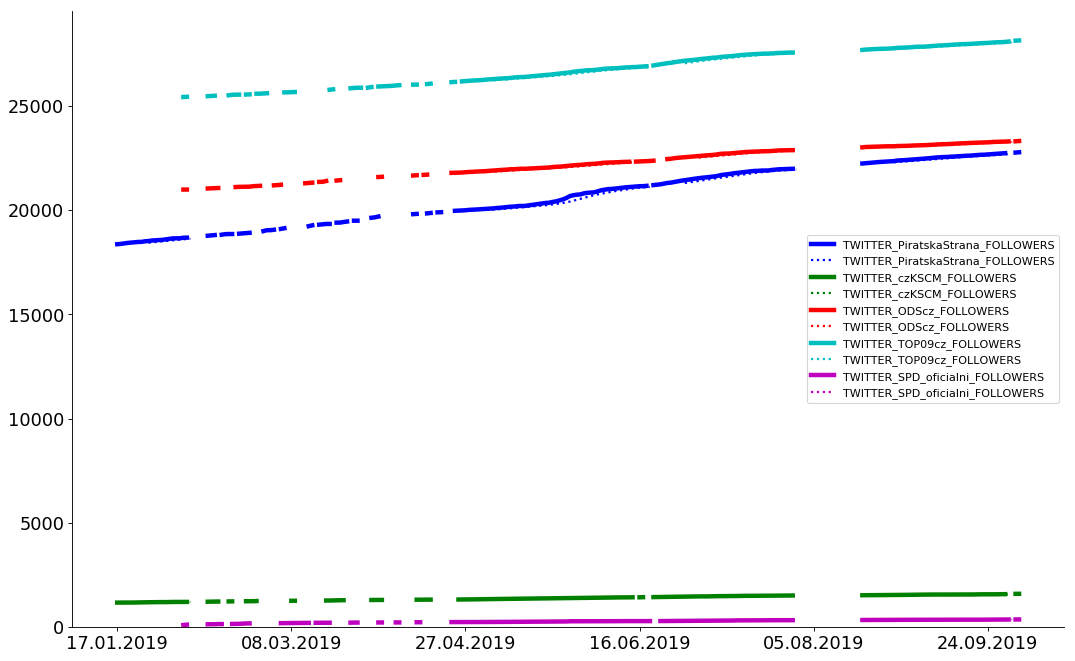 25000
20000
15000
10000
5000
0
TWITTER_PiratskaStrana_FOLLOWERS
TWITTER_PiratskaStrana_FOLLOWERS
TWITTER_czKSCM_FOLLOWERS
TWITTER_czKSCM_FOLLOWERS
TWITTER_ODScz_FOLLOWERS
TWITTER_ODScz_FOLLOWERS
TWITTER_TOP09cz_FOLLOWERS
TWITTER_TOP09cz_FOLLOWERS
TWITTER_SPD_oficialni_FOLLOWERS
TWITTER_SPD_oficialni_FOLLOWERS
17.01.2019 08.03.2019 27.04.2019 16.06.2019 05.08.2019 24.09.2019